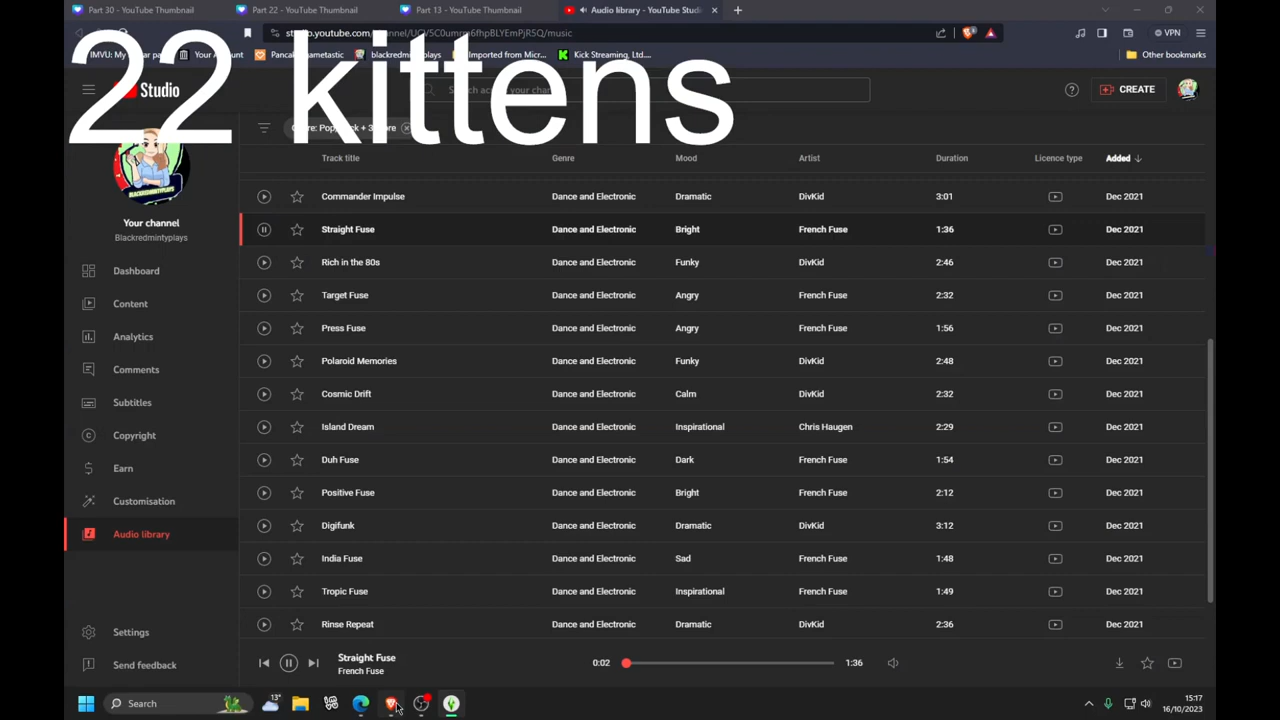 Part 30 - YouTube Thumbnail
Part 22 - YouTube Thumbnail
Part 13 - YouTube Thumbnail
Audio library - YouTube Studi
IMVU: My
Your Account
blackredmintyplays
Imported from Micr...
Kick Streaming, Ltd....
Other favorites
VPN
22 kittens
Studio
CREATE
Your channel
Blackredmintyplays
Dashboard
Content
Analytics
Comments
Subtitles
Copyright
Earn
Customisation
Audio library
Settings
Send feedback
Track title Genre Mood Artist Duration Licence type Added
Commander Impulse Dance and Electronic Dramatic DivKid 3:01 Dec 2021
Straight Fuse Dance and Electronic Bright French Fuse 1:36 Dec 2021
Rich in the 80s Dance and Electronic Funky DivKid 2:46 Dec 2021
Target Fuse Dance and Electronic Angry French Fuse 2:32 Dec 2021
Press Fuse Dance and Electronic Angry French Fuse 1:56 Dec 2021
Polaroid Memories Dance and Electronic Funky DivKid 2:48 Dec 2021
Cosmic Drift Dance and Electronic Calm DivKid 2:32 Dec 2021
Island Dream Dance and Electronic Inspirational Chris Haugen 2:29 Dec 2021
Duh Fuse Dance and Electronic Dark French Fuse 1:54 Dec 2021
Positive Fuse Dance and Electronic Bright French Fuse 2:12 Dec 2021
Digifunk Dance and Electronic Dramatic DivKid 3:12 Dec 2021
India Fuse Dance and Electronic Sad French Fuse 1:48 Dec 2021
Tropic Fuse Dance and Electronic Inspirational French Fuse 1:49 Dec 2021
Rinse Repeat Dance and Electronic Dramatic DivKid 2:36 Dec 2021
Straight Fuse
French Fuse
0:02 1:36
Search
13°
15:17
16/10/2023